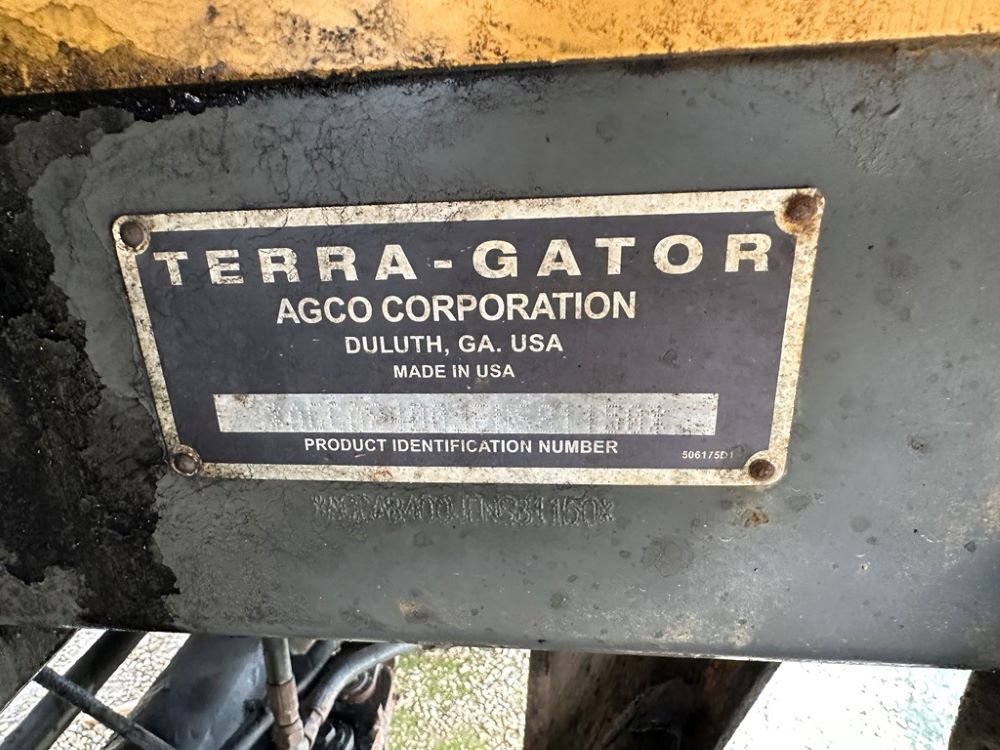 TERRA-GATOR
AGCO CORPORATION
DULUTH, GA. USA
MADE IN USA
PRODUCT IDENTIFICATION NUMBER
506175D1